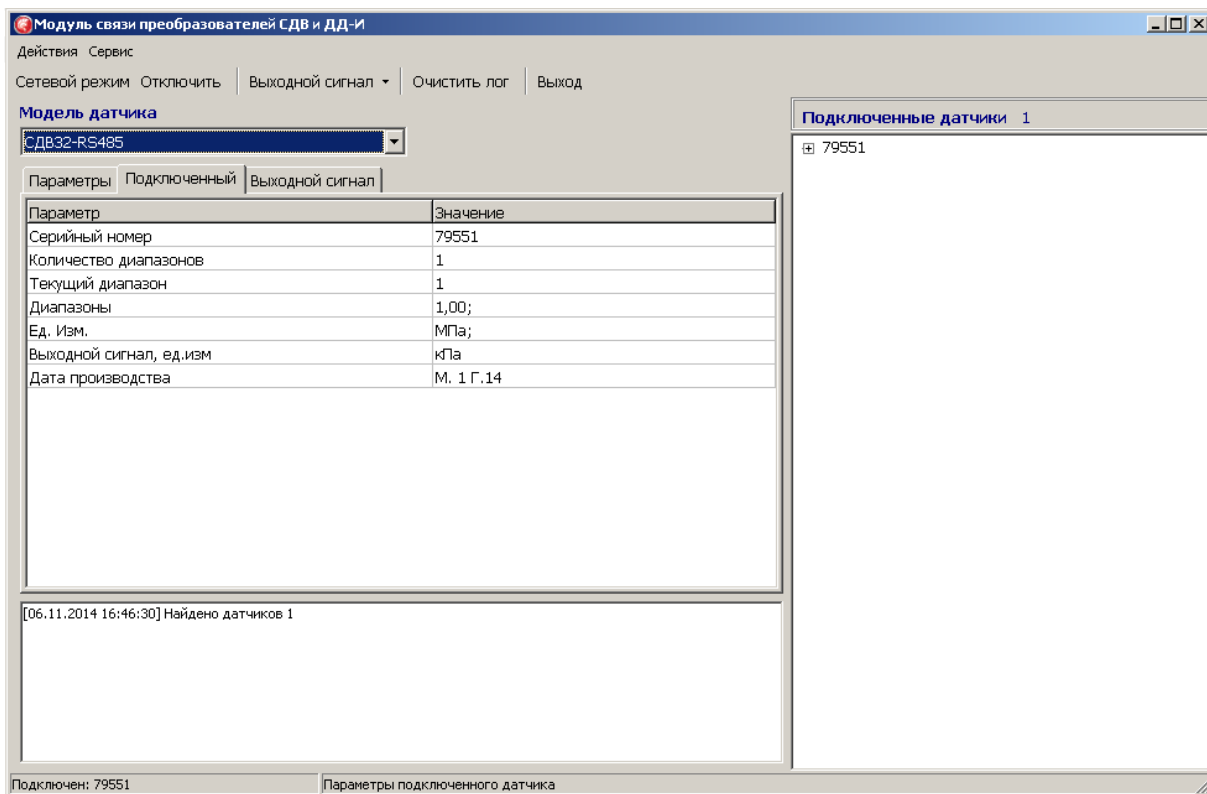 Модуль связи преобразователей СДВ и ДД-И
Действия Сервис
Сетевой режим Отключить Выходной сигнал Очистить лог Выход
Модель датчика
СДВ32-RS485
Параметры Подключенный Выходной сигнал
Параметр Значение
Серийный номер 79551
Количество диапазонов 1
Текущий диапазон 1
Диапазоны 1,00;
Ед. Изм. МПа;
Выходной сигнал, ед.изм кПа
Дата производства М. 1 Г.14
[06.11.2014 16:46:30] Найдено датчиков 1
Подключенные датчики 1
79551
Подключен: 79551 Параметры подключенного датчика